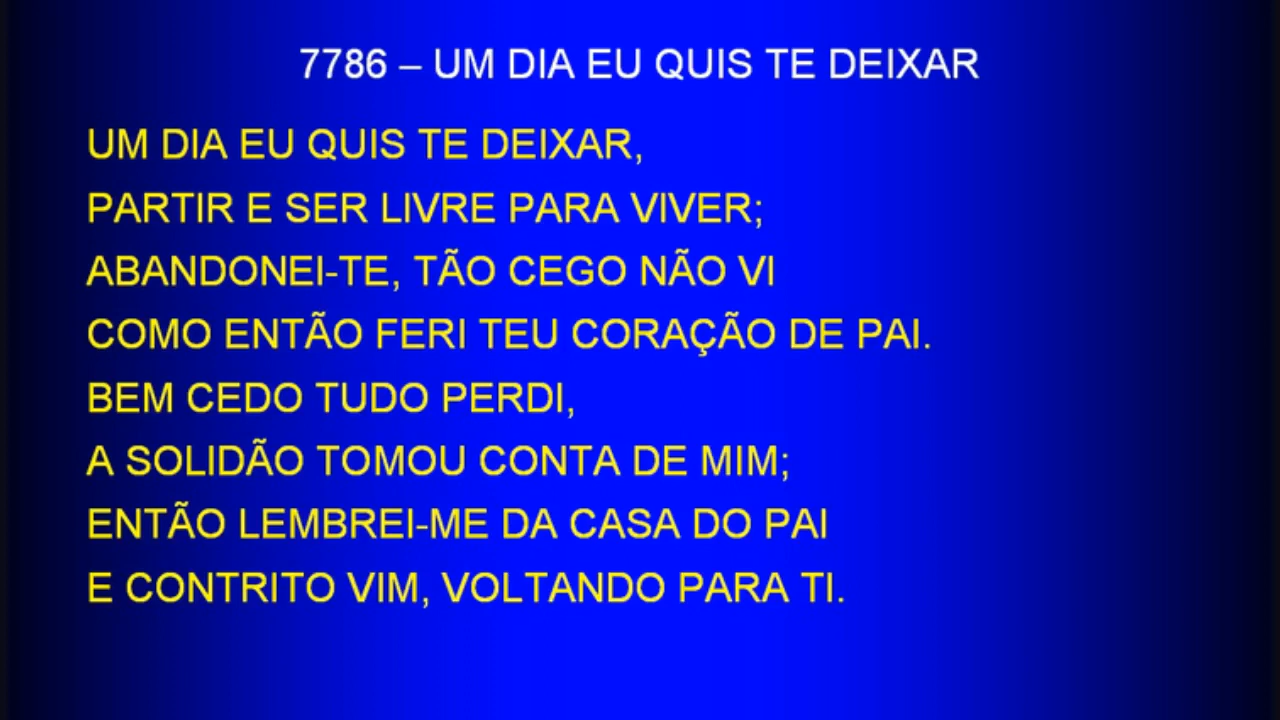 7786 – UM DIA EU QUIS TE DEIXAR
UM DIA EU QUIS TE DEIXAR,
PARTIR E SER LIVRE PARA VIVER;
ABANDONEI-TE, TÃO CEGO NÃO VI
COMO ENTÃO FERI TEU CORAÇÃO DE PAI.
BEM CEDO TUDO PERDI,
A SOLIDÃO TOMOU CONTA DE MIM;
ENTÃO LEMBREI-ME DA CASA DO PAI
E CONTRITO VIM, VOLTANDO PARA TI.